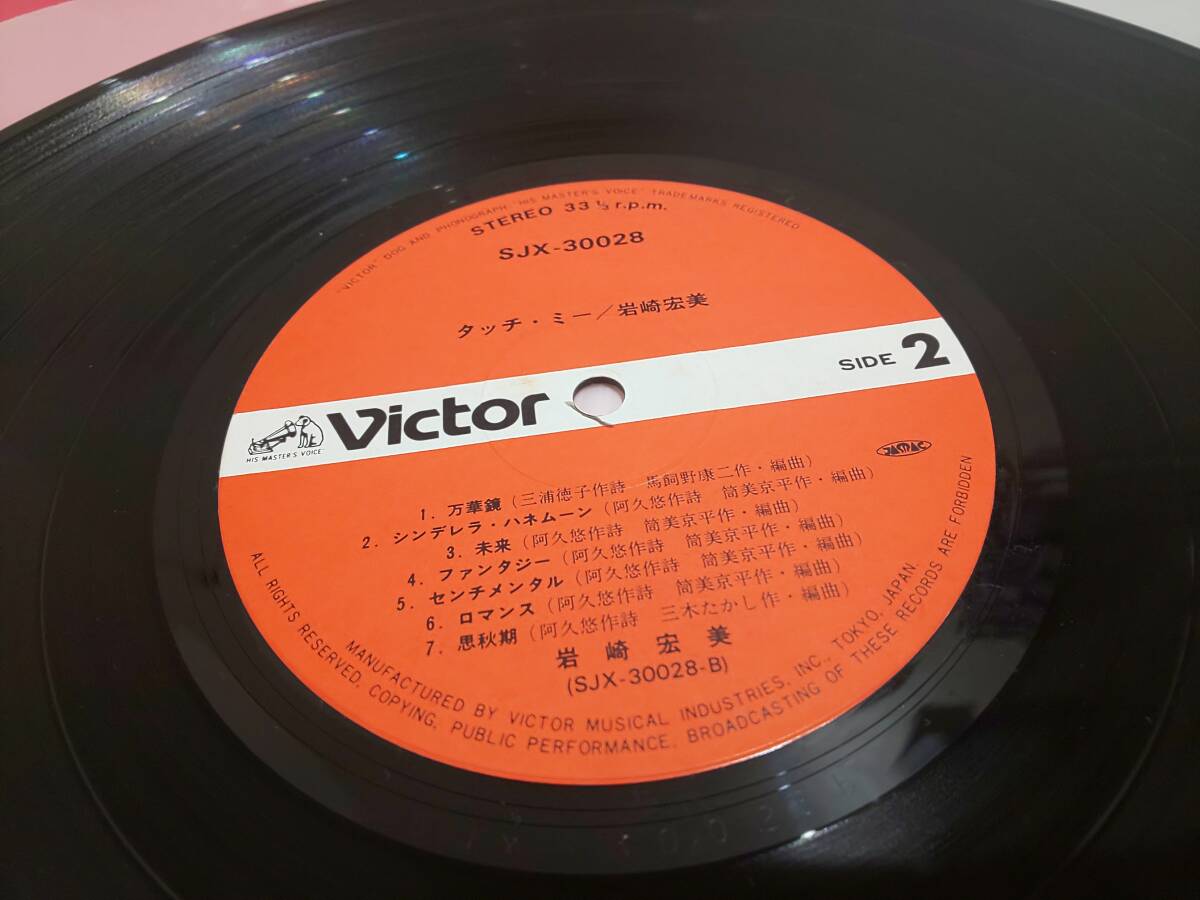 "VICTOR" DOG AND PHONOGRAPH, "HIS MASTER'S VOICE" TRADEMARKS REGISTERED
STEREO 33 ⅓ r.p.m.
SJX-30028
タッチ・ミー／岩崎宏美
HIS MASTER'S VOICE
Victor
SIDE 2
JASRAC
1. 万華鏡(三浦徳子作詩 馬飼野康二作・編曲)
2. シンデレラ・ハネムーン(阿久悠作詩 筒美京平作・編曲)
3. 未来(阿久悠作詩 筒美京平作・編曲)
4. ファンタジー(阿久悠作詩 筒美京平作・編曲)
5. センチメンタル(阿久悠作詩 筒美京平作・編曲)
6. ロマンス(阿久悠作詩 筒美京平作・編曲)
7. 思秋期(阿久悠作詩 三木たかし作・編曲)
岩崎宏美
(SJX-30028-B)
MANUFACTURED BY VICTOR MUSICAL INDUSTRIES, INC., TOKYO, JAPAN.
ALL RIGHTS RESERVED, COPYING, PUBLIC PERFORMANCE, BROADCASTING OF THESE RECORDS ARE FORBIDDEN